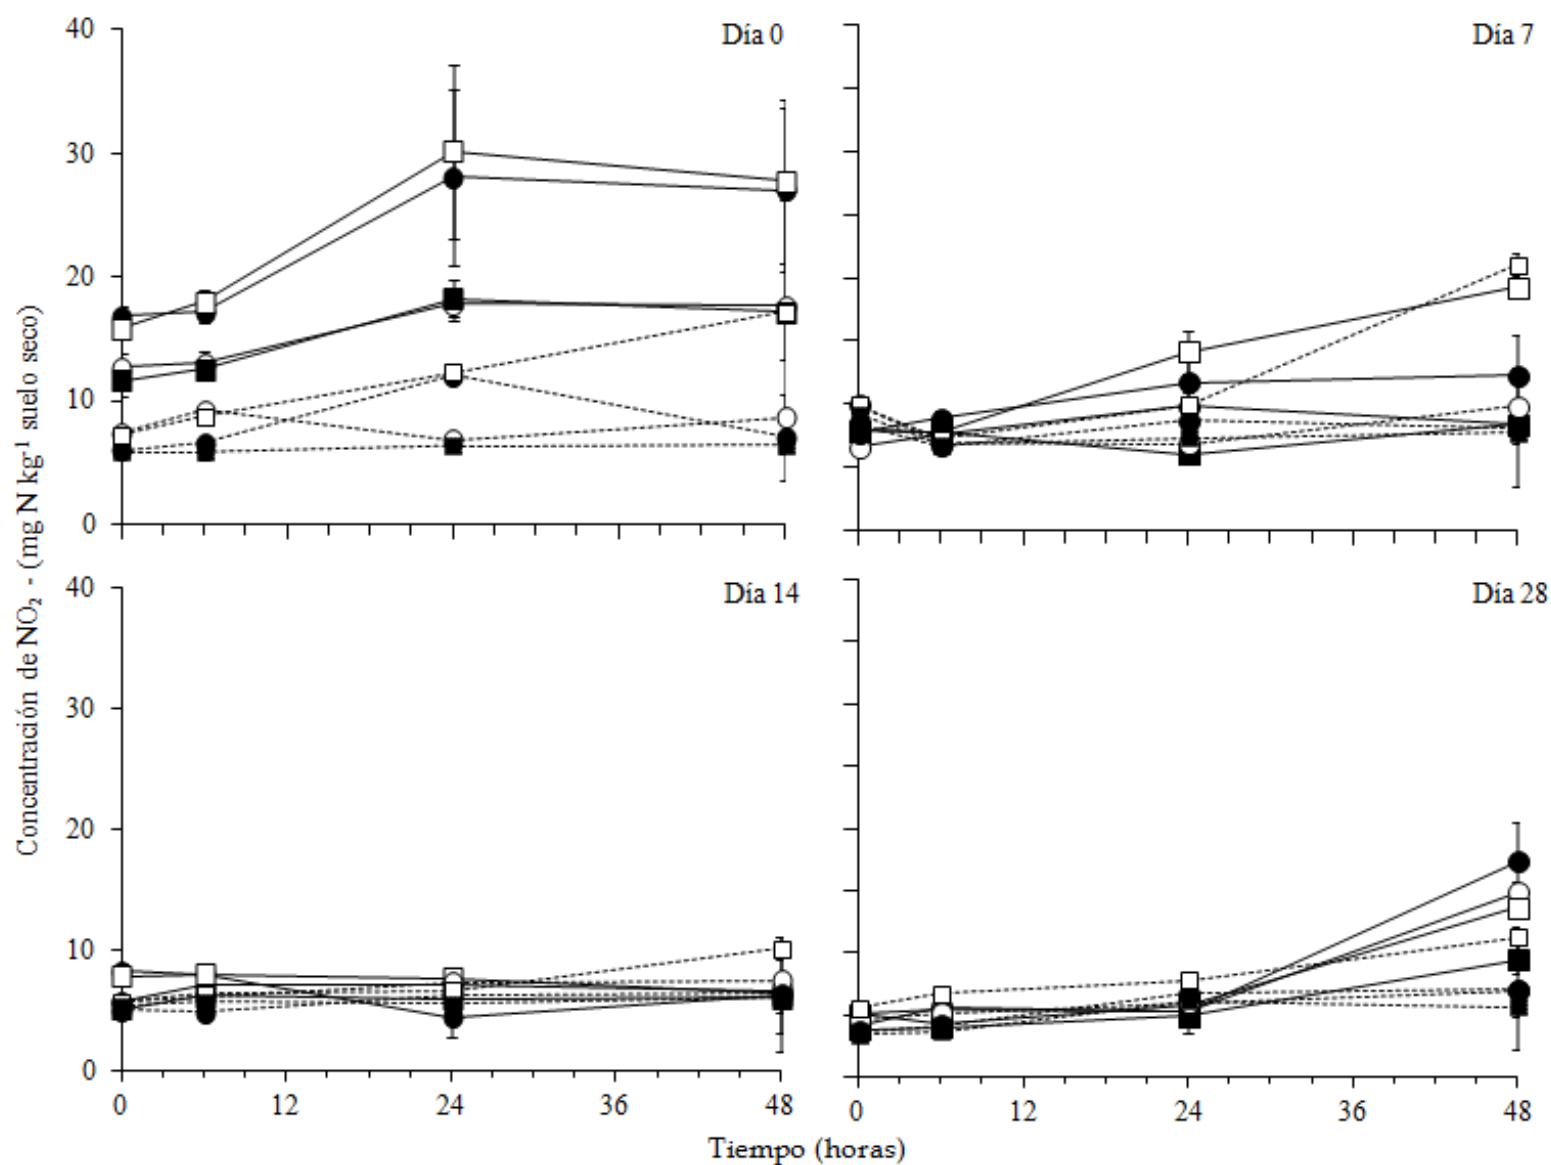 Día 0
Día 7
40
30
20
10
0
Día 14
Día 28
40
30
20
10
0
0 12 24 36 48
0 12 24 36 48
Tiempo (horas)
Concentración de NO₂ - (mg N kg⁻¹ suelo seco)